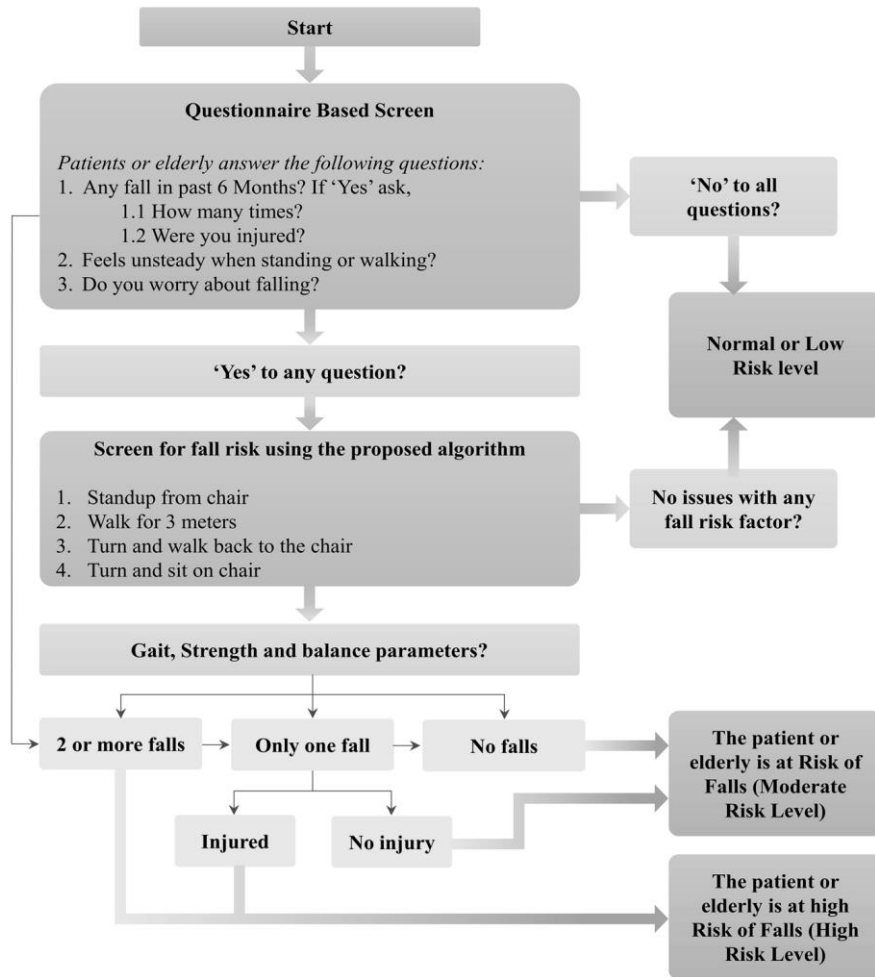 Start
Questionnaire Based Screen
Patients or elderly answer the following questions:
1. Any fall in past 6 Months? If ‘Yes’ ask,
1.1 How many times?
1.2 Were you injured?
2. Feels unsteady when standing or walking?
3. Do you worry about falling?
‘No’ to all
questions?
Normal or Low
Risk level
‘Yes’ to any question?
Screen for fall risk using the proposed algorithm
1. Standup from chair
2. Walk for 3 meters
3. Turn and walk back to the chair
4. Turn and sit on chair
No issues with any
fall risk factor?
Gait, Strength and balance parameters?
2 or more falls
Only one fall
No falls
The patient or
elderly is at Risk of
Falls (Moderate
Risk Level)
Injured
No injury
The patient or
elderly is at high
Risk of Falls (High
Risk Level)